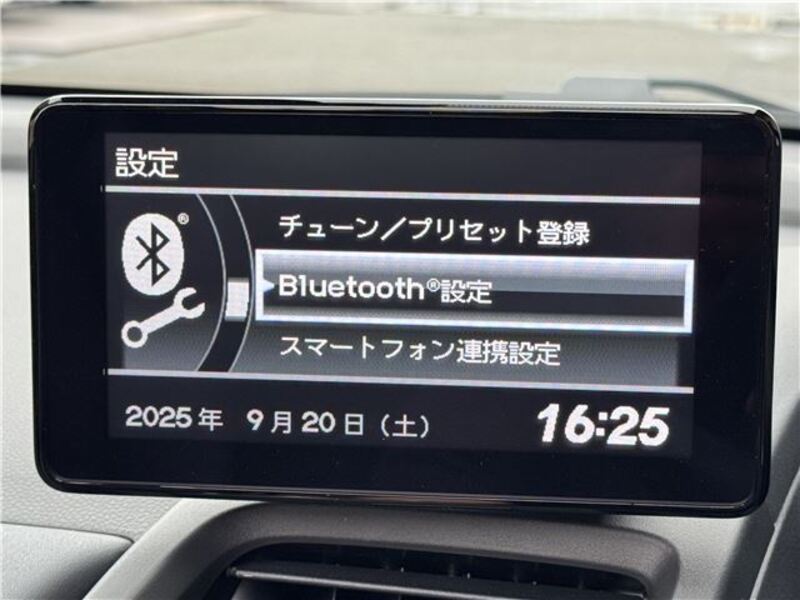 設定
®
チューン／プリセット登録
Bluetooth®設定
スマートフォン連携設定
2025年 9月20日（土） 16:25